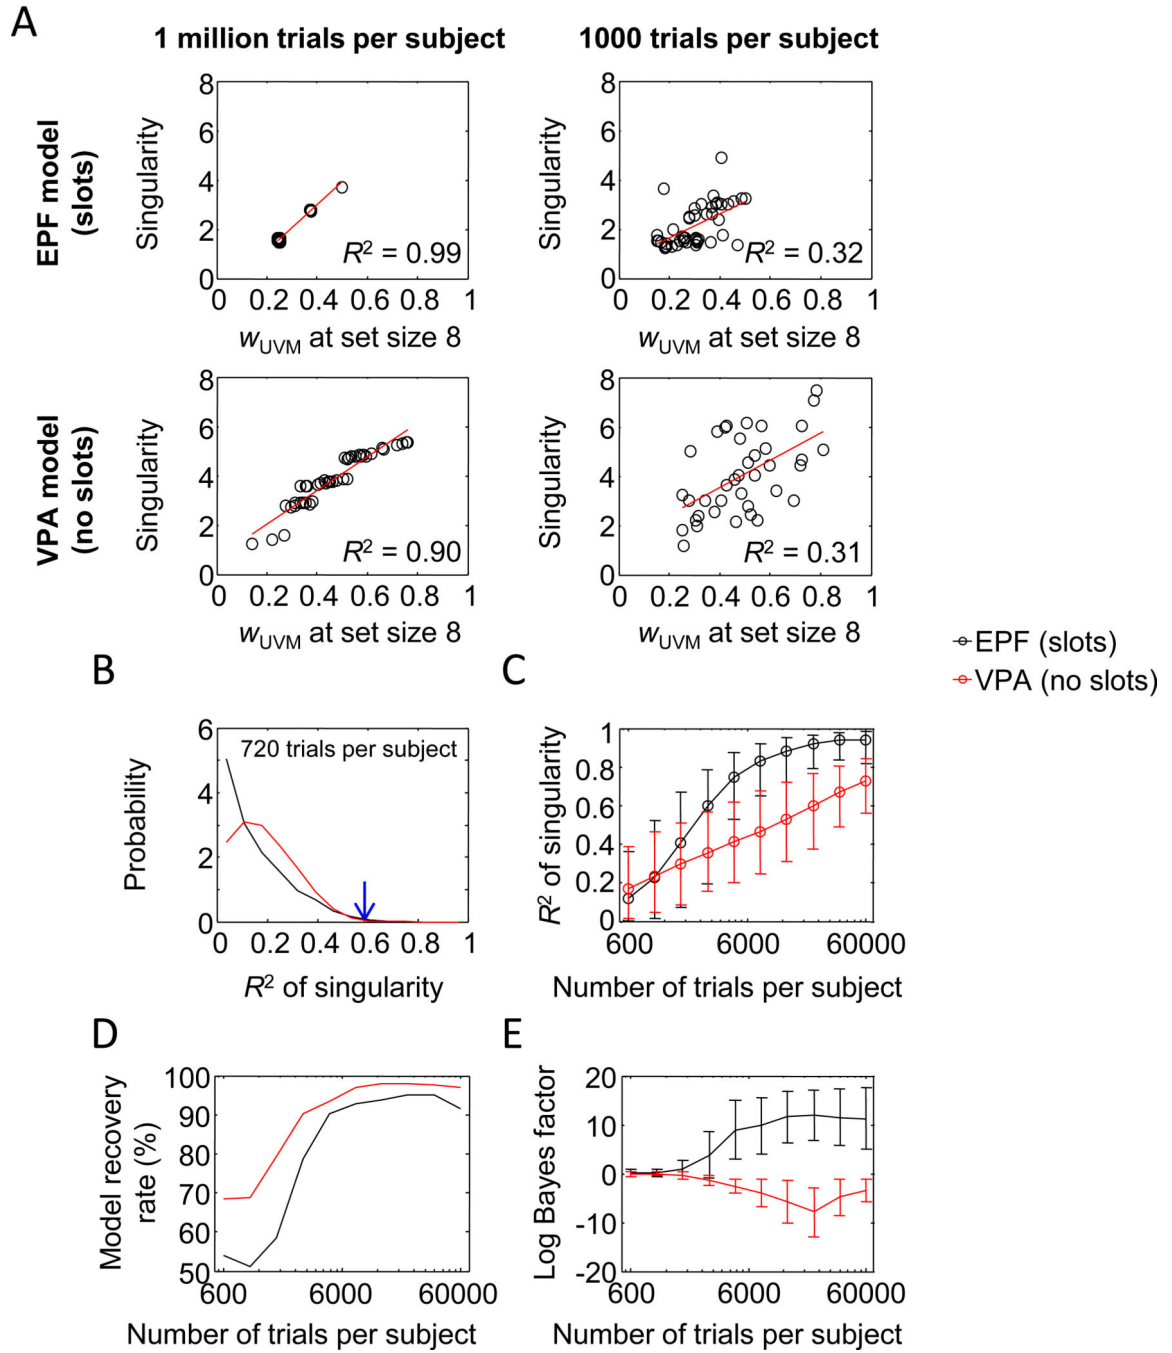 A
1 million trials per subject
1000 trials per subject
EPF model
(slots)
Singularity
8
6
4
2
0
R² = 0.99
0 0.2 0.4 0.6 0.8 1
w_UVM at set size 8
Singularity
8
6
4
2
0
R² = 0.32
0 0.2 0.4 0.6 0.8 1
w_UVM at set size 8
VPA model
(no slots)
Singularity
8
6
4
2
0
R² = 0.90
0 0.2 0.4 0.6 0.8 1
w_UVM at set size 8
Singularity
8
6
4
2
0
R² = 0.31
0 0.2 0.4 0.6 0.8 1
w_UVM at set size 8
EPF (slots)
VPA (no slots)
B
Probability
6
4
2
0
720 trials per subject
0 0.2 0.4 0.6 0.8 1
R² of singularity
C
R² of singularity
1
0.8
0.6
0.4
0.2
0
600 6000 60000
Number of trials per subject
D
Model recovery
rate (%)
100
90
80
70
60
50
600 6000 60000
Number of trials per subject
E
Log Bayes factor
20
10
0
-10
-20
600 6000 60000
Number of trials per subject